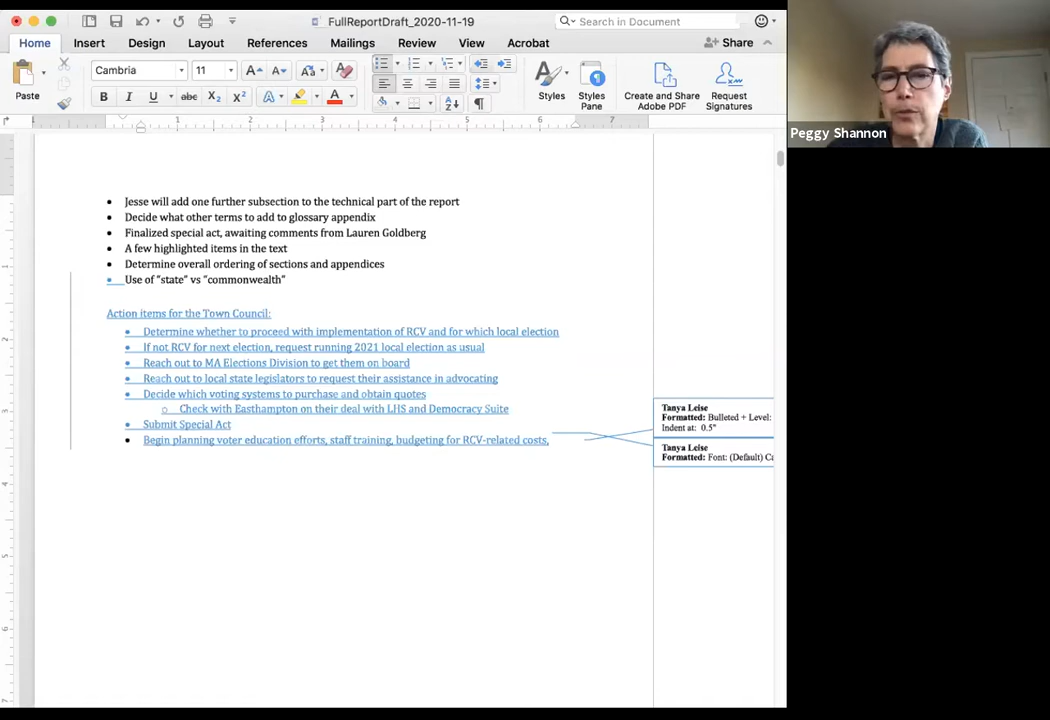 FullReportDraft_2020-11-19
Search in Document
Home Insert Design Layout References Mailings Review View Acrobat Share
Paste
Cambria 11
Styles
Styles Pane
Create and Share Adobe PDF
Request Signatures
1 1 2 3 4 5 6 7
Peggy Shannon
• Jesse will add one further subsection to the technical part of the report
• Decide what other terms to add to glossary appendix
• Finalized special act, awaiting comments from Lauren Goldberg
• A few highlighted items in the text
• Determine overall ordering of sections and appendices
• Use of "state" vs "commonwealth"
Action items for the Town Council:
• Determine whether to proceed with implementation of RCV and for which local election
• If not RCV for next election, request running 2021 local election as usual
• Reach out to MA Elections Division to get them on board
• Reach out to local state legislators to request their assistance in advocating
• Decide which voting systems to purchase and obtain quotes
o Check with Easthampton on their deal with LHS and Democracy Suite
• Submit Special Act
• Begin planning voter education efforts, staff training, budgeting for RCV-related costs,
Tanya Leise
Formatted: Bulleted + Level:
Indent at: 0.5"
Tanya Leise
Formatted: Font: (Default) Ca